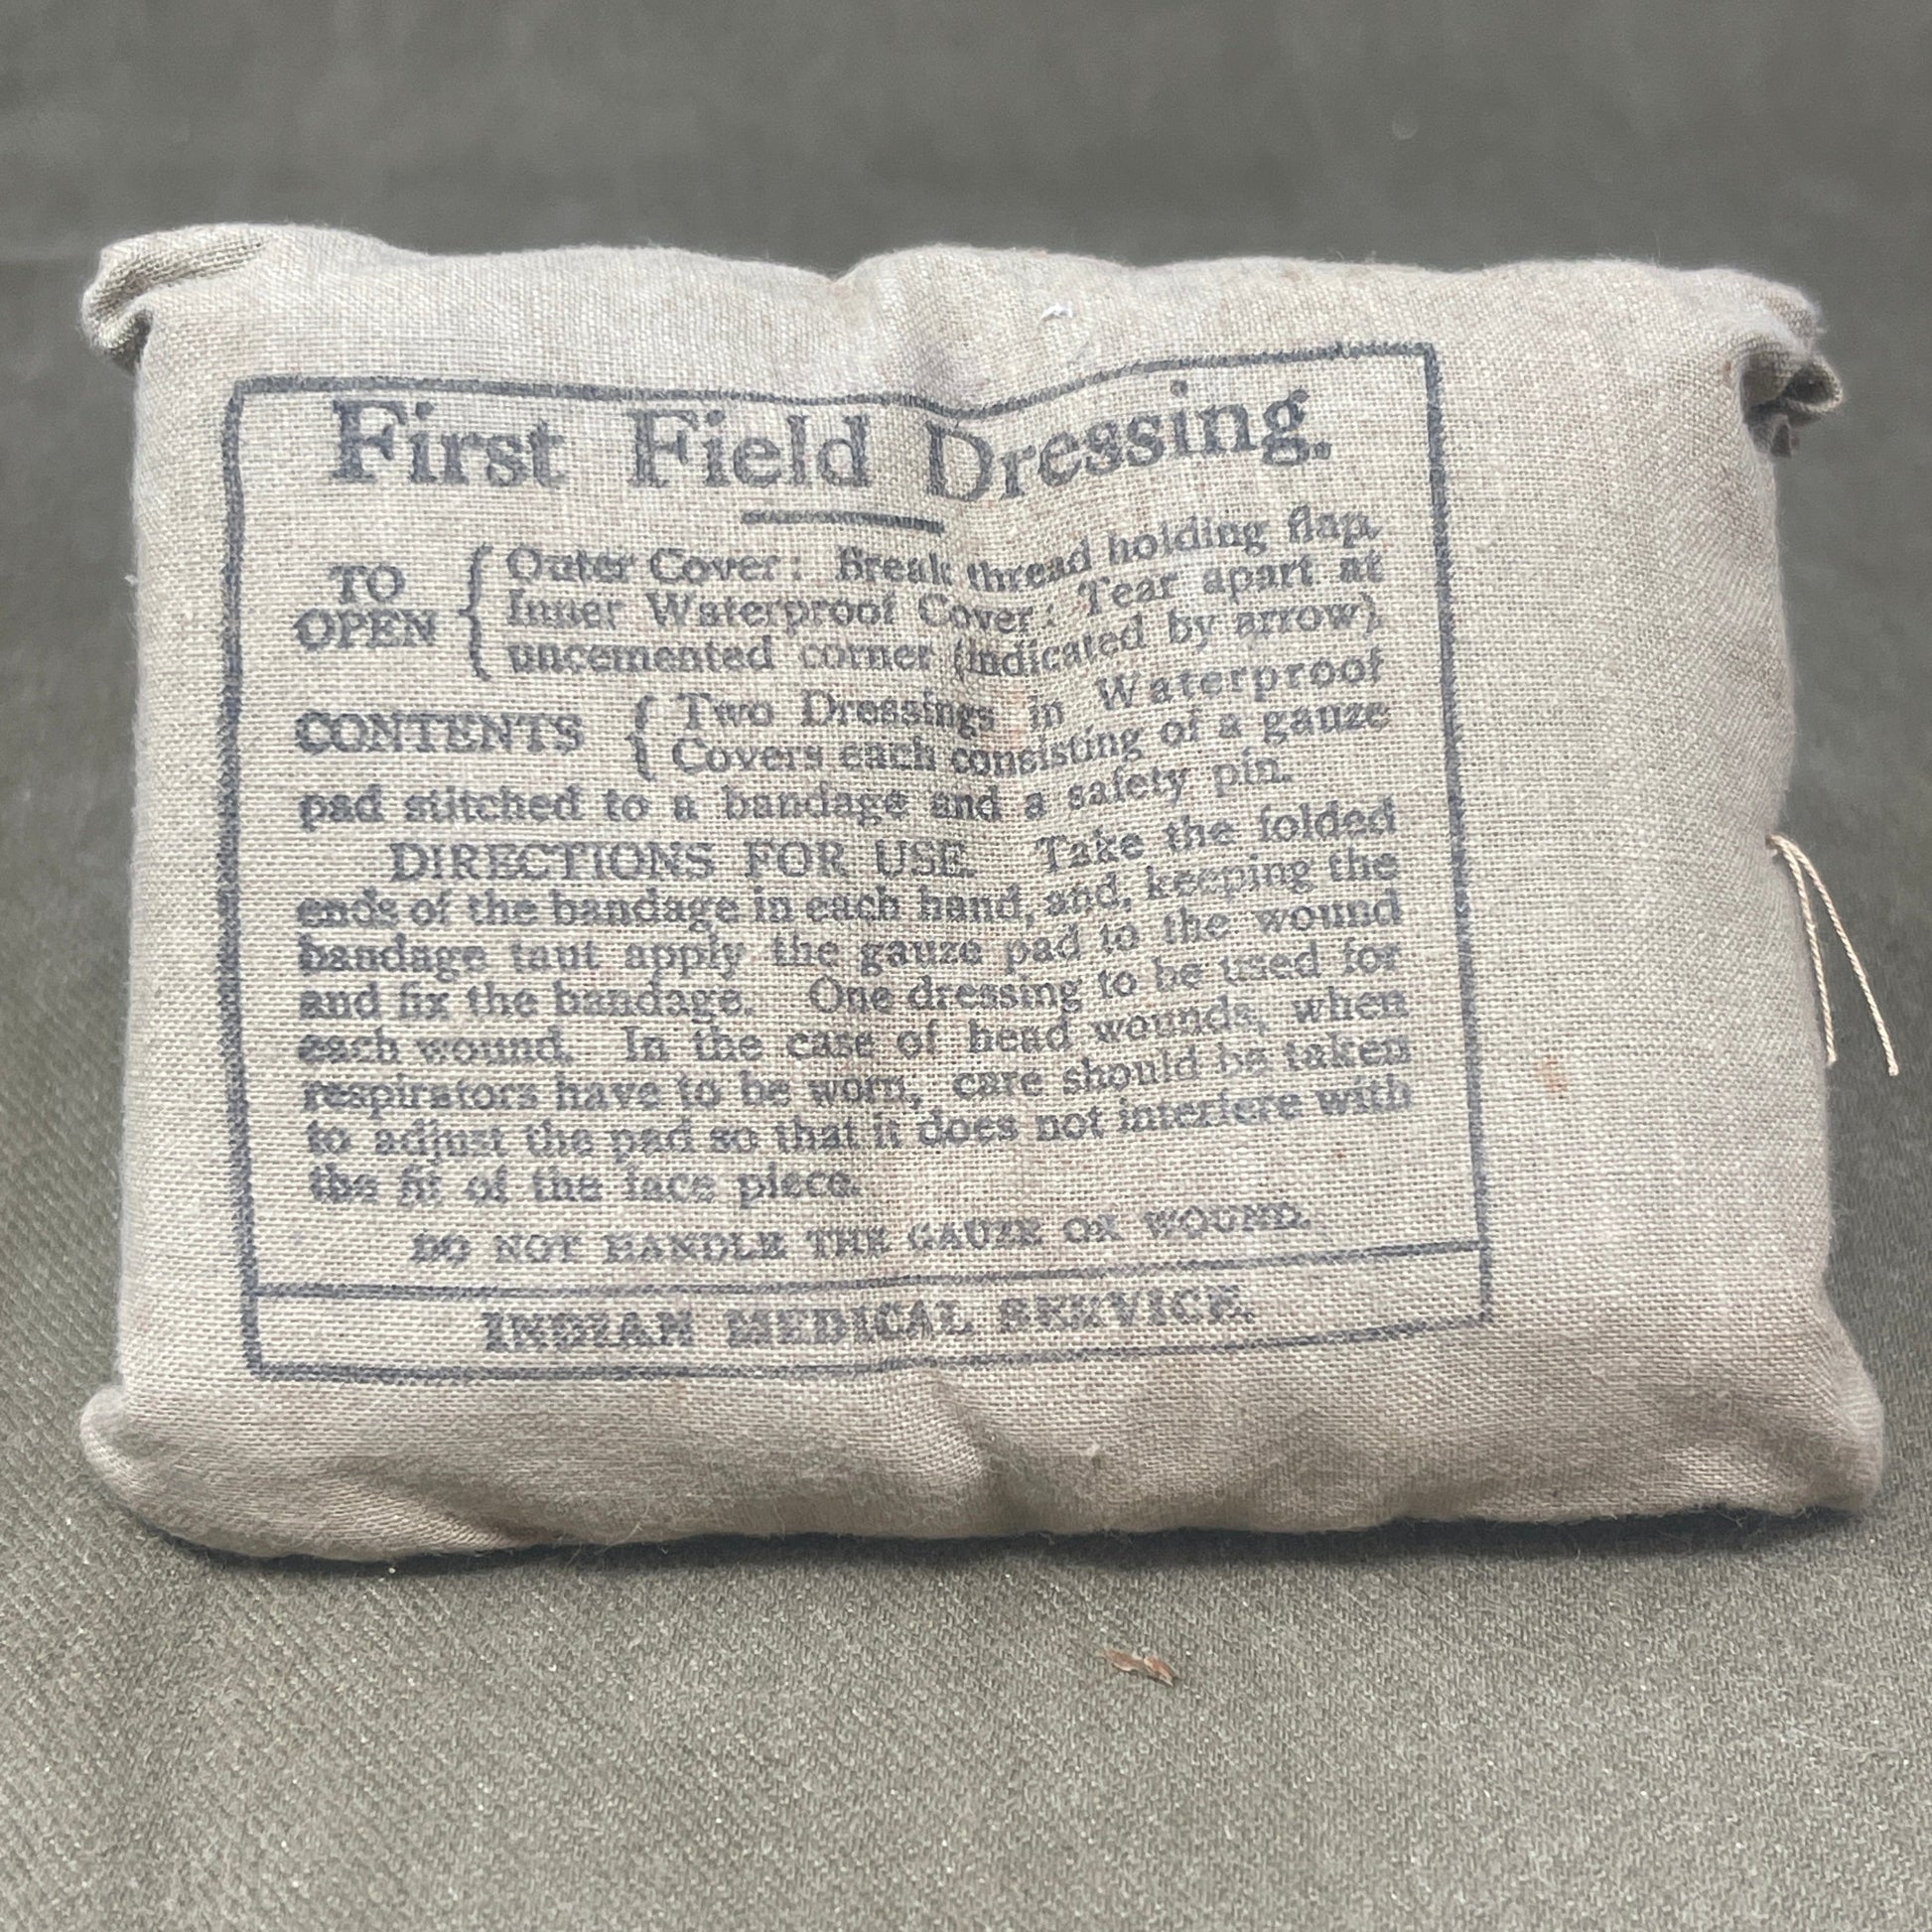 First Field Dressing.
TO OPEN { Outer Cover: Break thread holding flap.
Inner Waterproof Cover: Tear apart at
uncemented corner (indicated by arrow).
CONTENTS { Two Dressings in Waterproof
Covers each consisting of a gauze
pad stitched to a bandage and a safety pin.
DIRECTIONS FOR USE. Take the folded
ends of the bandage in each hand, and, keeping the
bandage taut apply the gauze pad to the wound
and fix the bandage. One dressing to be used for
each wound. In the case of head wounds, when
respirators have to be worn, care should be taken
to adjust the pad so that it does not interfere with
the fit of the face piece.
DO NOT HANDLE THE GAUZE OR WOUND.
INDIAN MEDICAL SERVICE.